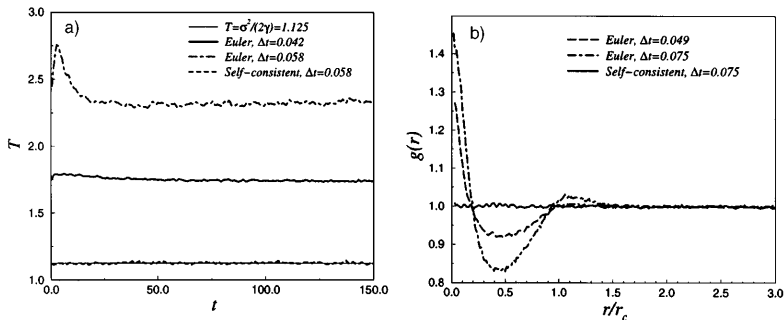 a)
T=σ²/(2γ)=1.125
Euler, Δt=0.042
Euler, Δt=0.058
Self-consistent, Δt=0.058
3.0
2.5
2.0
1.5
1.0
T
0.0
50.0
100.0
150.0
t
b)
Euler, Δt=0.049
Euler, Δt=0.075
Self-consistent, Δt=0.075
1.4
1.3
1.2
1.1
1.0
0.9
0.8
g(r)
0.0
0.5
1.0
1.5
2.0
2.5
3.0
r/r_c